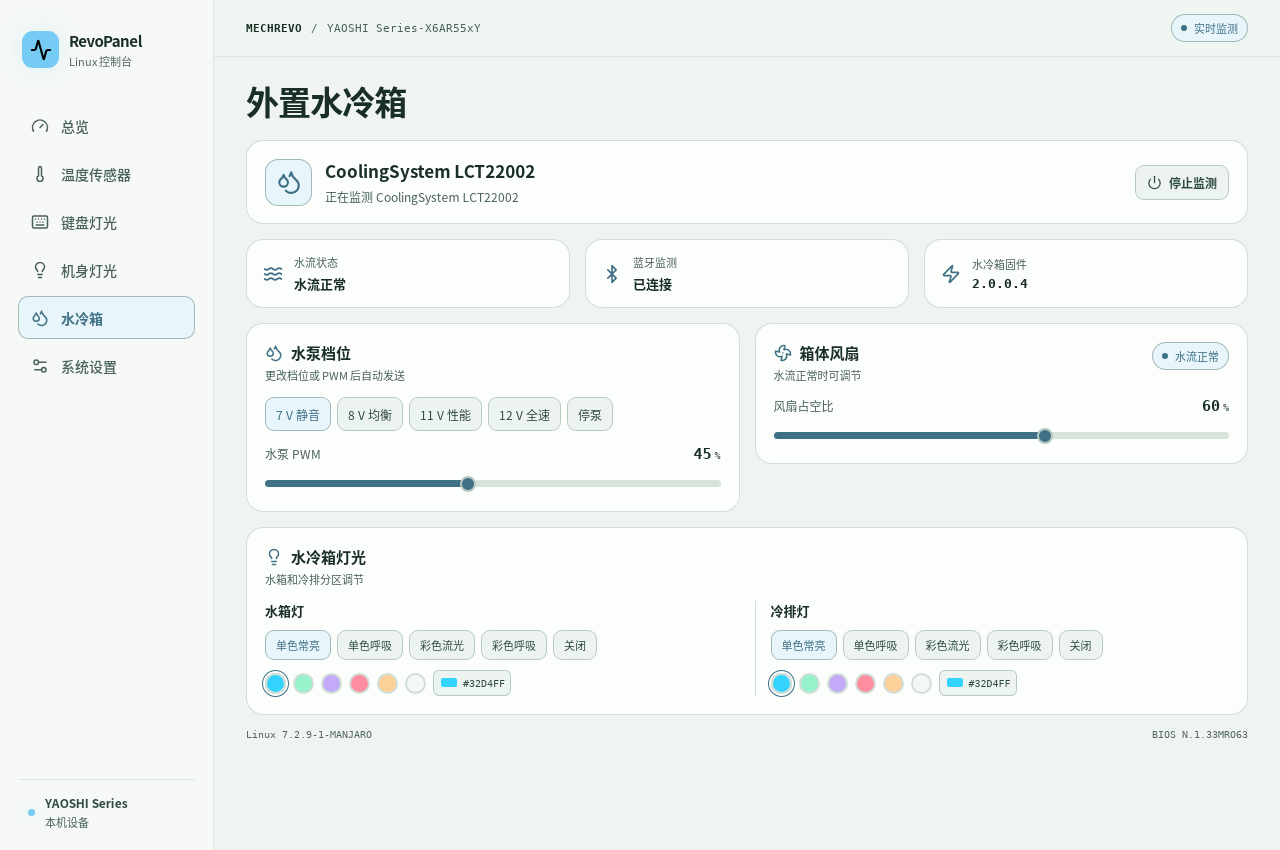 RevoPanel
Linux 控制台
总览
温度传感器
键盘灯光
机身灯光
水冷箱
系统设置
YAOSHI Series
本机设备
MECHREVO / YAOSHI Series-X6AR55xY
实时监测
外置水冷箱
CoolingSystem LCT22002
正在监测 CoolingSystem LCT22002
停止监测
水流状态
水流正常
蓝牙监测
已连接
水冷箱固件
2.0.0.4
水泵档位
更改档位或 PWM 后自动发送
7 V 静音 8 V 均衡 11 V 性能 12 V 全速 停泵
水泵 PWM 45 %
箱体风扇
水流正常
水流正常时可调节
风扇占空比 60 %
水冷箱灯光
水箱和冷排分区调节
水箱灯
单色常亮 单色呼吸 彩色流光 彩色呼吸 关闭
#32D4FF
冷排灯
单色常亮 单色呼吸 彩色流光 彩色呼吸 关闭
#32D4FF
Linux 7.2.9-1-MANJARO
BIOS N.1.33MRO63